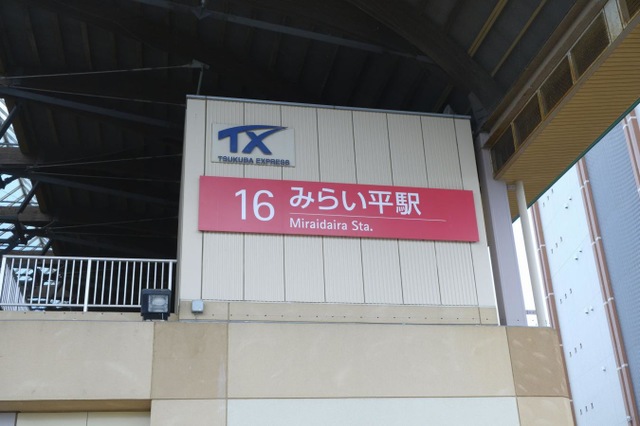 TX
TSUKUBA EXPRESS
16 みらい平駅
Miraidaira Sta.